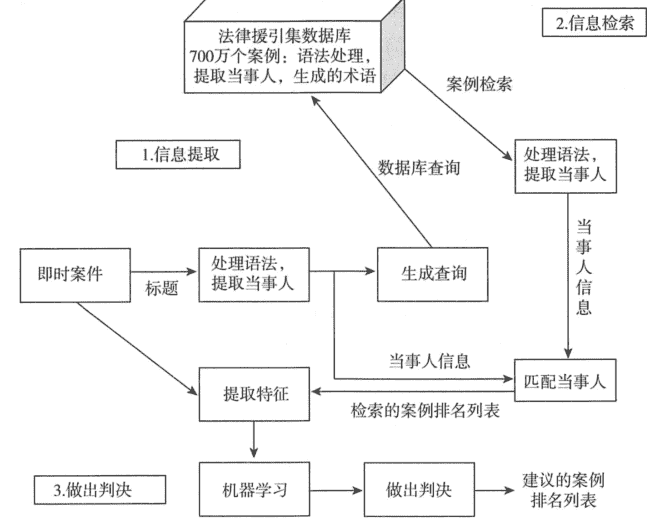 法律援引集数据库
700万个案例：语法处理，
提取当事人，生成的术语
2.信息检索
案例检索
1.信息提取
数据库查询
处理语法，
提取当事人
即时案件
标题
处理语法，
提取当事人
生成查询
当事人信息
当事人信息
提取特征
匹配当事人
检索的案例排名列表
3.做出判决
机器学习
做出判决
建议的案例
排名列表